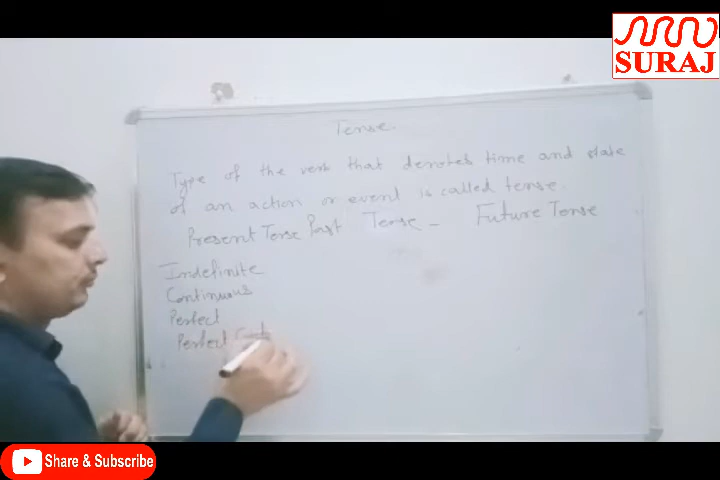 SURAJ
Tense.
Type of the verb that denotes time and state
of an action or event is called tense.
Present Tense Past Tense - Future Tense
Indefinite
Continuous
Perfect
Perfect Cont
Share & Subscribe